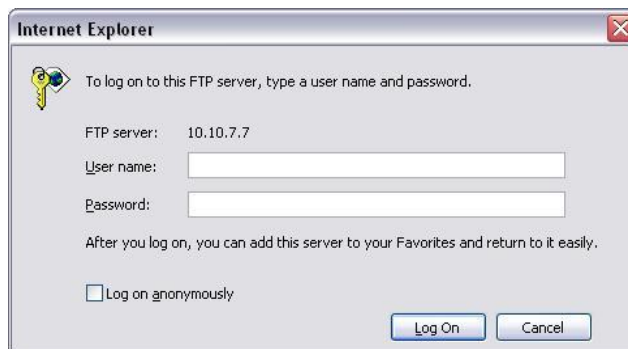 Internet Explorer
To log on to this FTP server, type a user name and password.
FTP server: 10.10.7.7
User name:
Password:
After you log on, you can add this server to your Favorites and return to it easily.
Log on anonymously
Log On Cancel